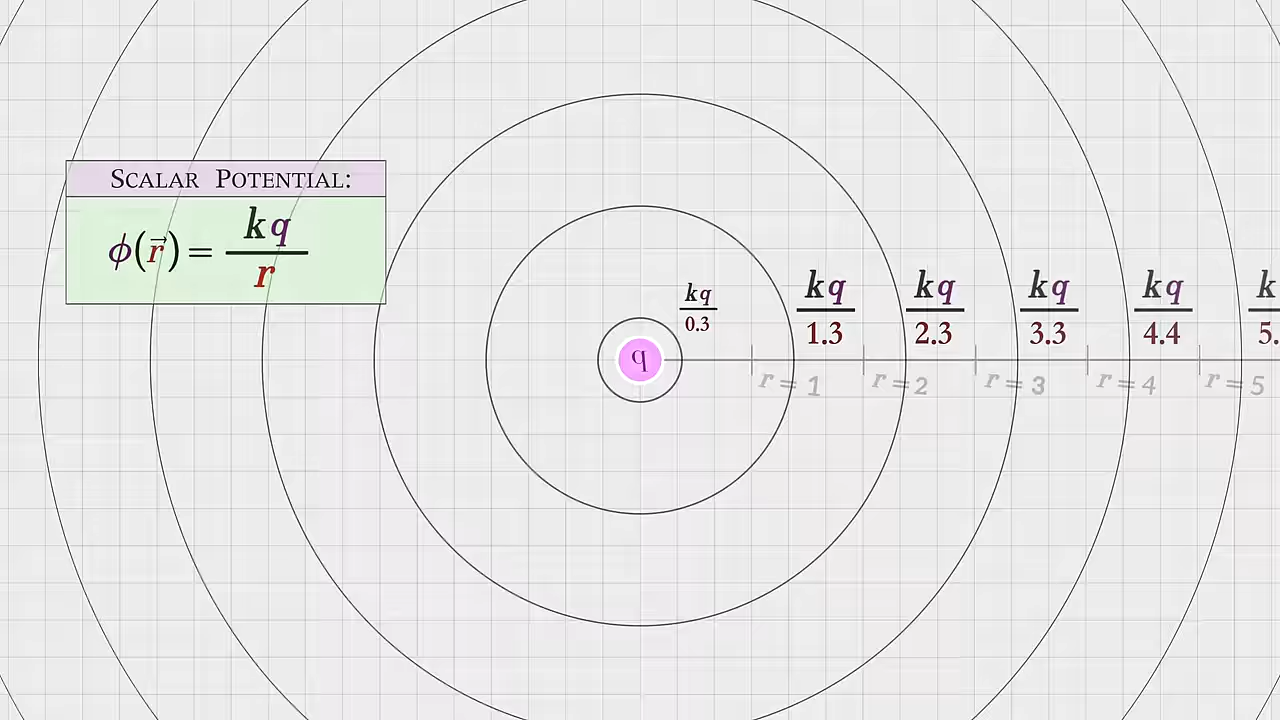 SCALAR POTENTIAL:
ϕ(r⃗) = kq/r
kq/0.3
kq/1.3
kq/2.3
kq/3.3
kq/4.4
k
5.
q
r = 1
r = 2
r = 3
r = 4
r = 5